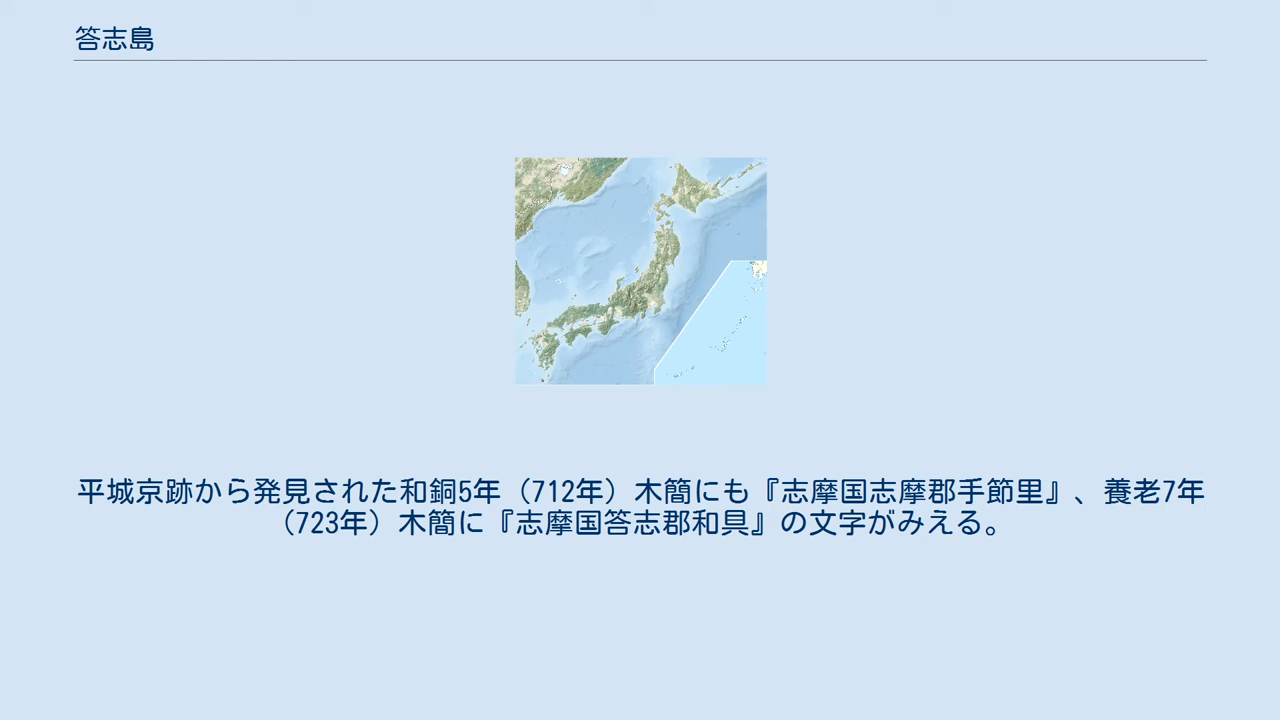 答志島
平城京跡から発見された和銅5年（712年）木簡にも『志摩国志摩郡手節里』、養老7年
（723年）木簡に『志摩国答志郡和具』の文字がみえる。